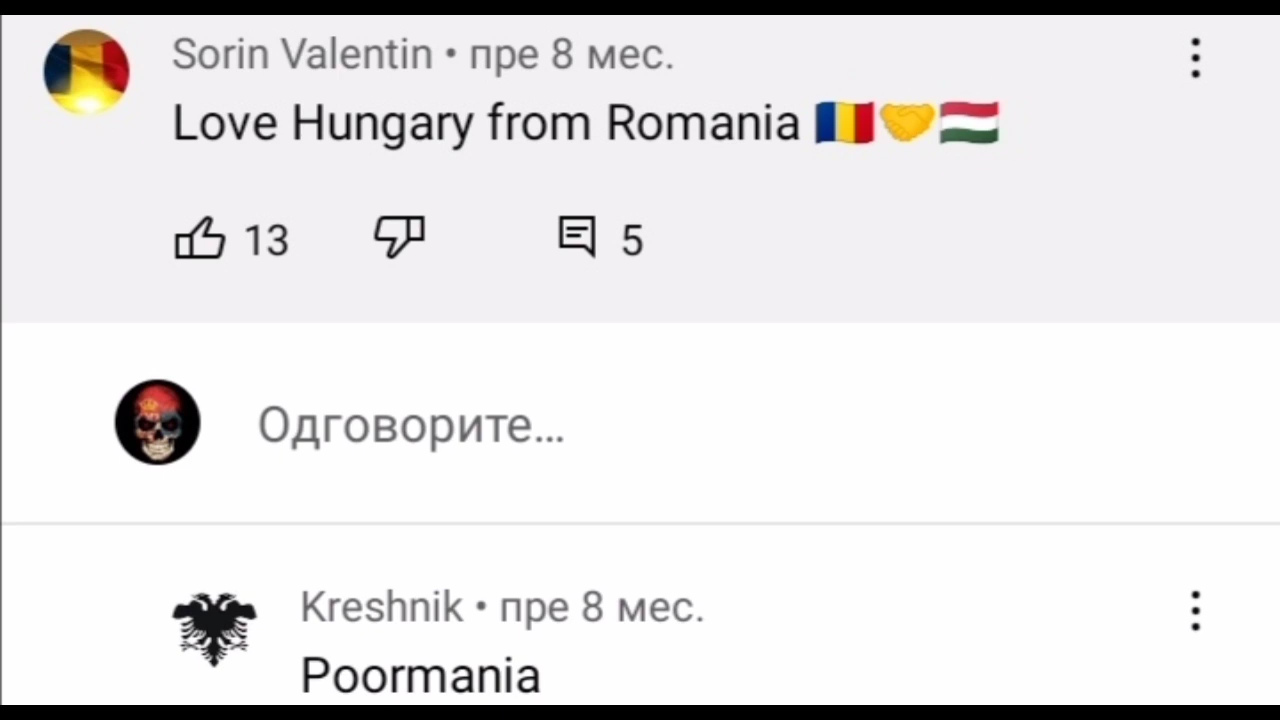 Sorin Valentin • пре 8 мес.
Love Hungary from Romania 🇷🇴🤝🇭🇺
13 5
Одговорите...
Kreshnik • пре 8 мес.
Poormania